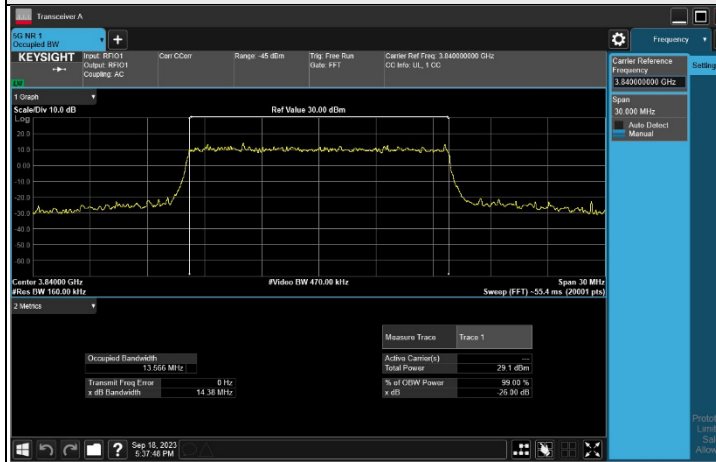 Transceiver A
5G NR 1
Occupied BW
Frequency
KEYSIGHT
Input: RFIO1
Output: RFIO1
Coupling: AC
Corr CCorr
Range: -45 dBm
Trig: Free Run
Gate: FFT
Carrier Ref Freq: 3.840000000 GHz
CC Info: UL, 1 CC
Carrier Reference
Frequency
3.840000000 GHz
Setting
Span
30.000 MHz
Auto Detect
Manual
1 Graph
Scale/Div 10.0 dB
Ref Value 30.00 dBm
Log
20.0
10.0
0.00
-10.0
-20.0
-30.0
-40.0
-50.0
-60.0
Center 3.84000 GHz
#Video BW 470.00 kHz
Span 30 MHz
#Res BW 160.00 kHz
Sweep (FFT) ~55.4 ms (20001 pts)
2 Metrics
Measure Trace
Trace 1
Occupied Bandwidth
13.566 MHz
Active Carrier(s)
---
Total Power
29.1 dBm
Transmit Freq Error
0 Hz
x dB Bandwidth
14.38 MHz
% of OBW Power
99.00 %
x dB
-26.00 dB
Sep 18, 2023
5:37:46 PM
Protot
Limit
Sal
Allow